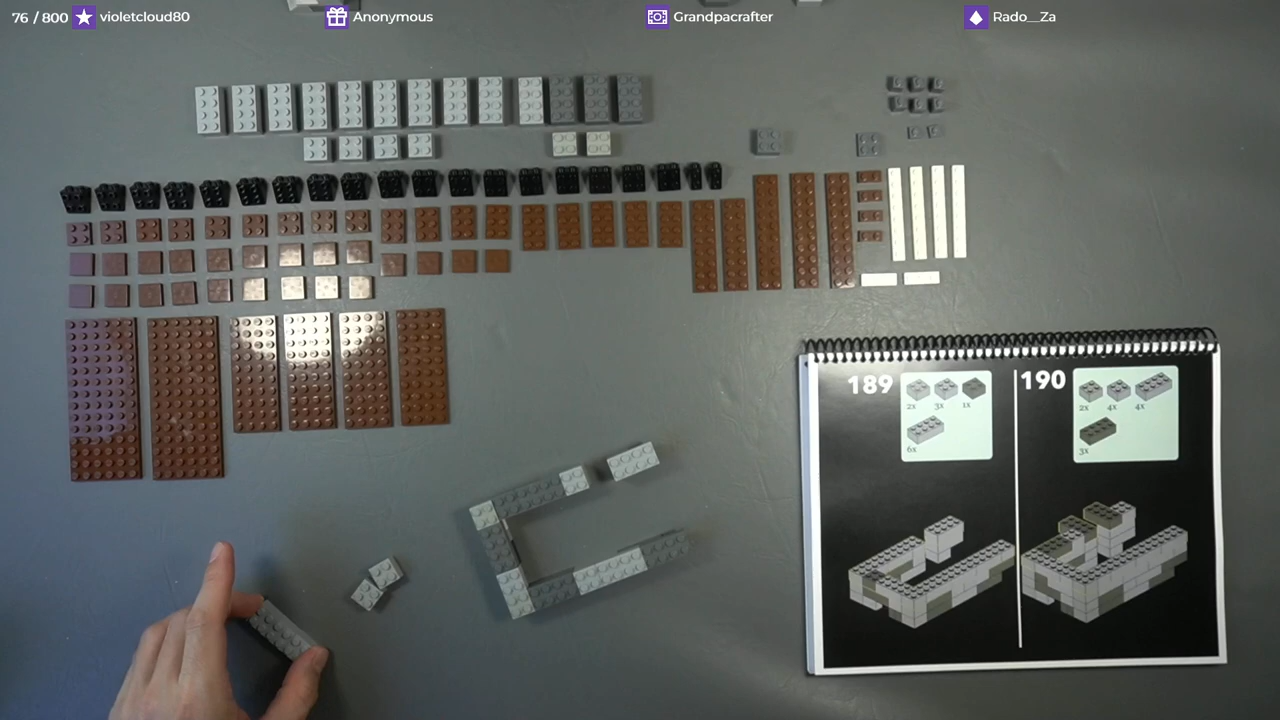 76 / 800 violetcloud80 Anonymous Grandpacrafter Rado__Za
189
2x 3x 1x
6x
190
2x 4x 4x
3x